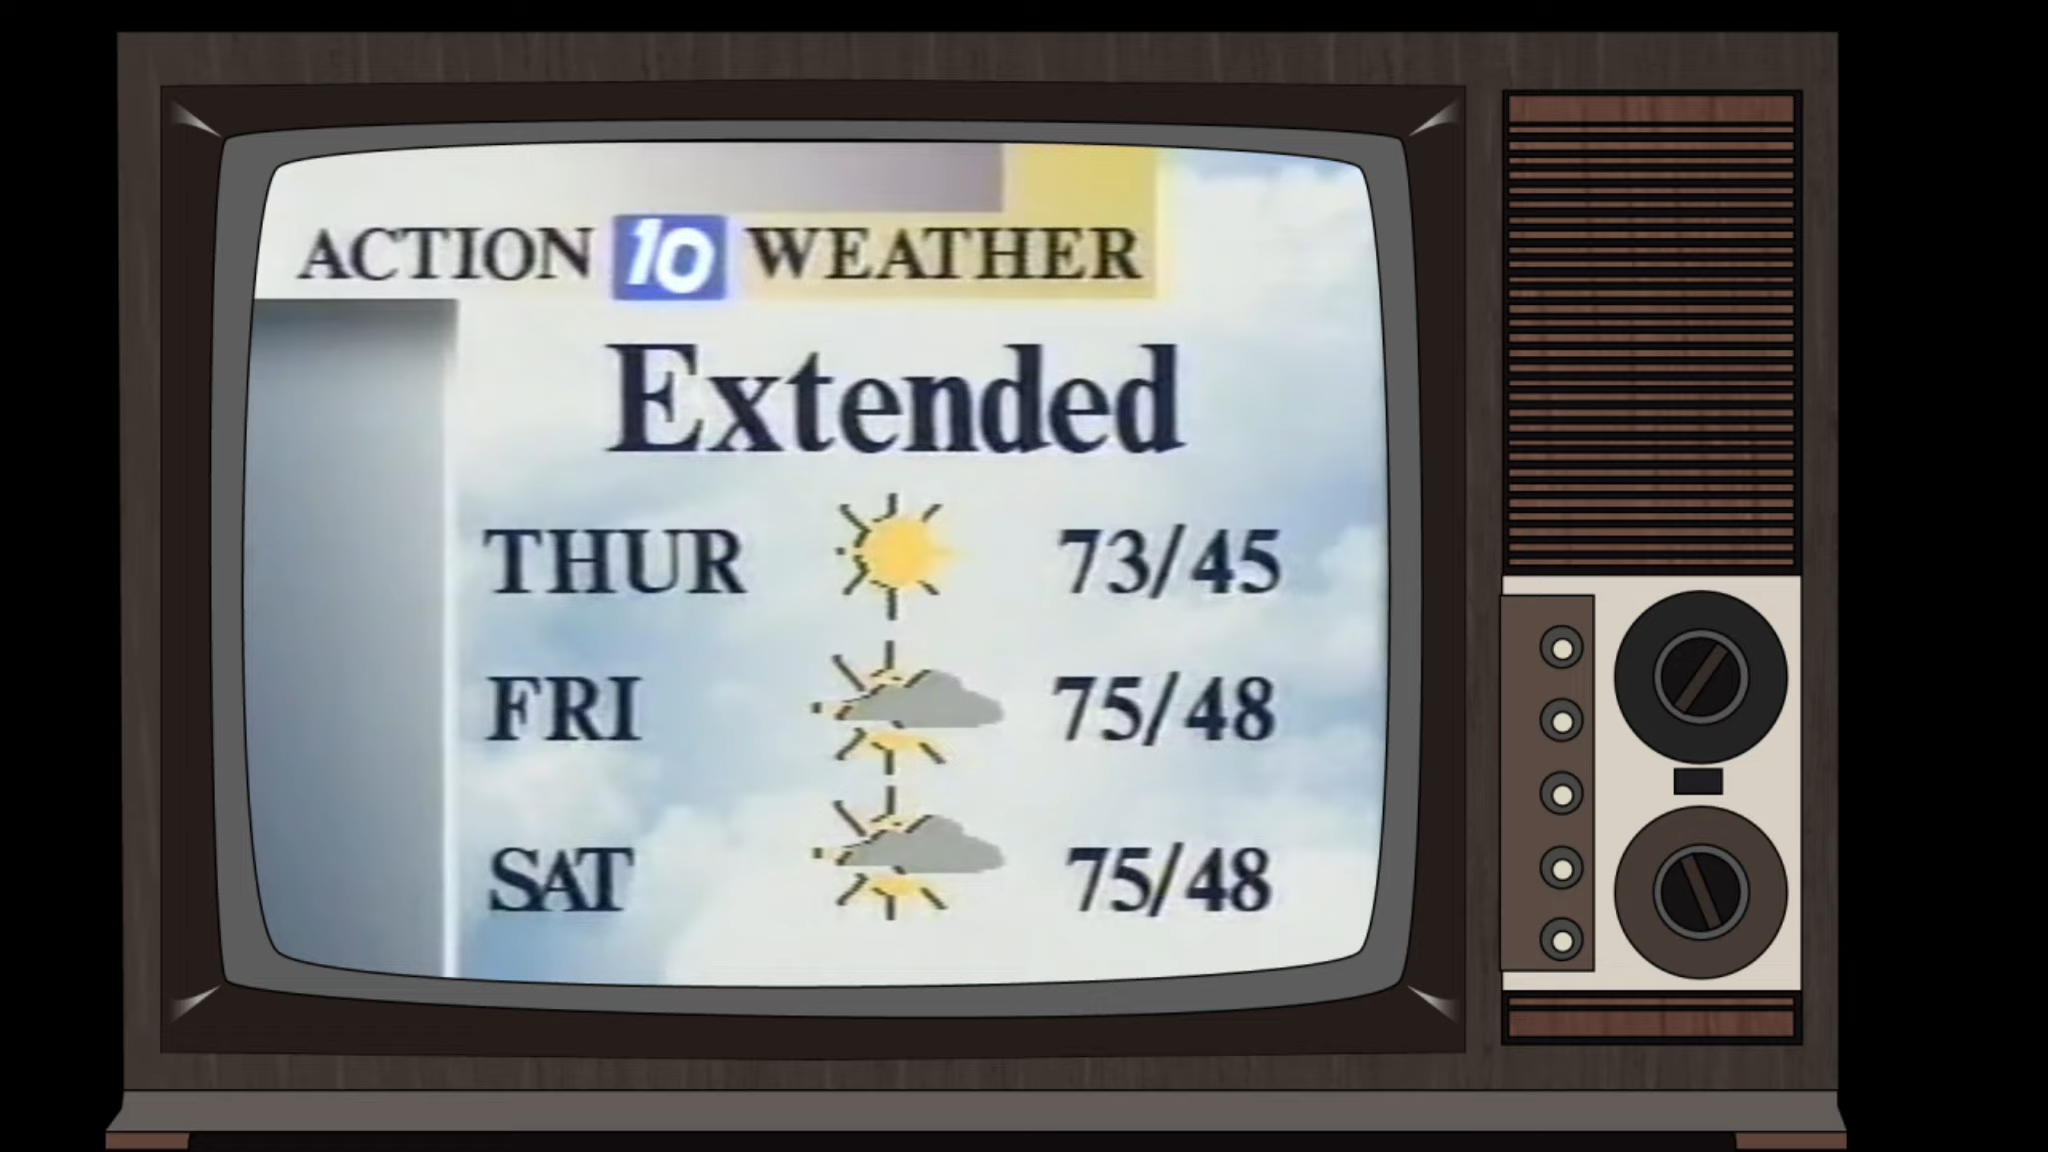 ACTION 10 WEATHER
Extended
THUR 73/45
FRI 75/48
SAT 75/48